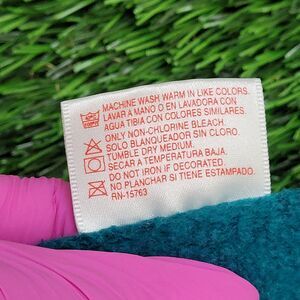 MACHINE WASH WARM IN LIKE COLORS.
LAVAR A MANO O EN LAVADORA CON
AGUA TIBIA CON COLORES SIMILARES.
ONLY NON-CHLORINE BLEACH.
SOLO BLANQUEADOR SIN CLORO.
TUMBLE DRY MEDIUM.
SECAR A TEMPERATURA BAJA.
DO NOT IRON IF DECORATED.
NO PLANCHAR SI TIENE ESTAMPADO.
RN-15763